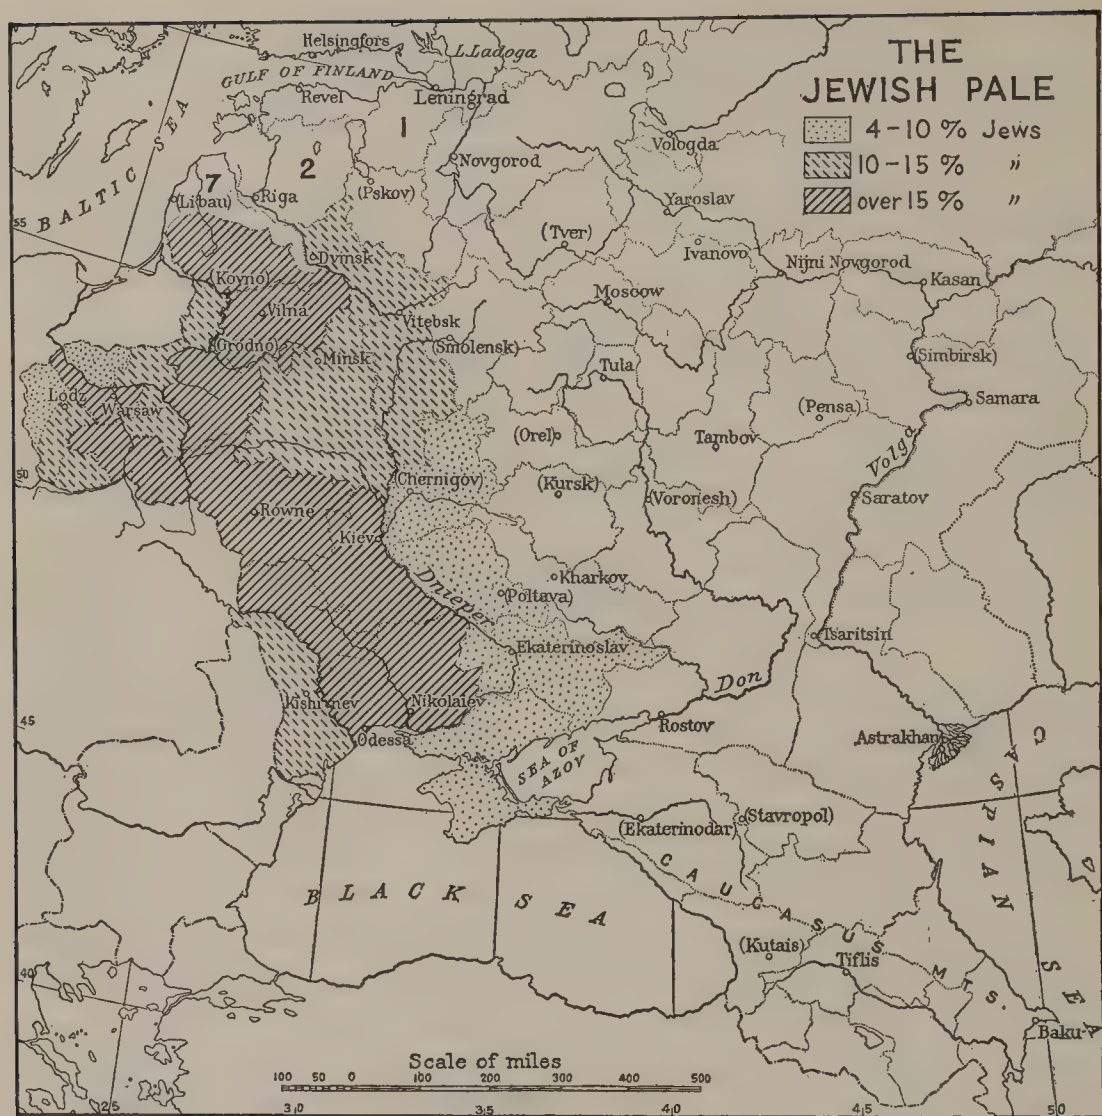 THE
JEWISH PALE
4-10 % Jews
10-15 % "
over 15 % "
Helsingfors
L. Ladoga
GULF OF FINLAND
Revel
Leningrad
BALTIC SEA
1
2
7
Novgorod
Vologda
(Pskov)
(Libau)
Riga
Yaroslav
55
(Tver)
Ivanovo
Dvinsk
Nijni Novgorod
(Kovno)
Kasan
Moscow
Vilna
Vitebsk
(Grodno)
(Smolensk)
Minsk
(Simbirsk)
Tula
Lodz
Warsaw
Samara
(Pensa)
(Orel)
Tambov
Volga
50
(Chernigov)
(Kursk)
(Voronesh)
Saratov
Rowne
Kiev
Dnieper
Kharkov
(Poltava)
Tsaritsin
Ekaterinoslav
Don
Kishinev
Nikolaiev
45
Odessa
Rostov
Astrakhan
SEA OF
AZOV
CASPIAN SEA
(Ekaterinodar)
(Stavropol)
CAUCASUS MTS.
BLACK SEA
(Kutais)
Tiflis
40
Baku
Scale of miles
100 50 0 100 200 300 400 500
25 30 35 40 45 50